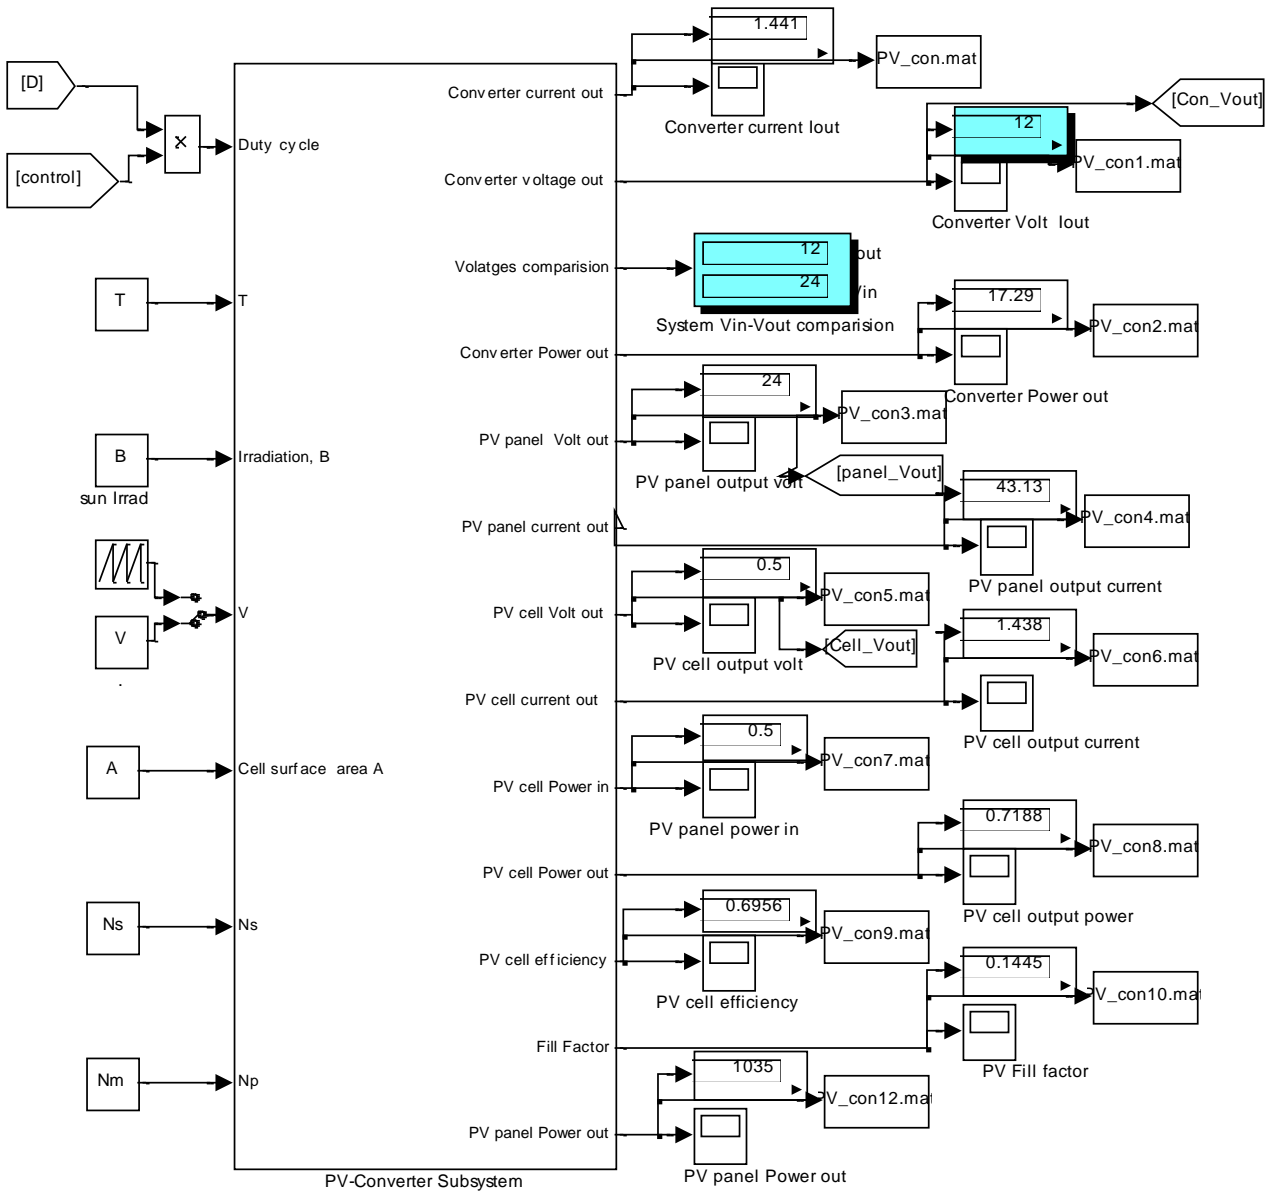 1.441
PV_con.mat
[D]
Converter current out
[Con_Vout]
Converter current Iout
12
Duty cycle
PV_con1.mat
[control]
Converter voltage out
Converter Volt Iout
12
out
Volatges comparision
24
Vin
T
T
17.29
System Vin-Vout comparision
PV_con2.mat
Converter Power out
24
Converter Power out
PV_con3.mat
PV panel Volt out
B
Irradiation, B
[panel_Vout]
PV panel output volt
43.13
sun Irrad
PV_con4.mat
PV panel current out
0.5
PV panel output current
PV_con5.mat
V
PV cell Volt out
1.438
V
[Cell_Vout]
PV_con6.mat
PV cell output volt
.
PV cell current out
0.5
PV cell output current
PV_con7.mat
A
Cell surface area A
PV cell Power in
0.7188
PV panel power in
PV_con8.mat
PV cell Power out
0.6956
PV cell output power
Ns
Ns
PV_con9.mat
PV cell efficiency
0.1445
PV_con10.mat
PV cell efficiency
Fill Factor
1035
PV Fill factor
Nm
Np
PV_con12.mat
PV panel Power out
PV panel Power out
PV-Converter Subsystem